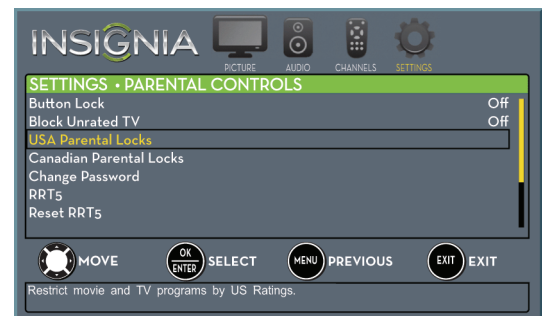 INSIGNIA
PICTURE AUDIO CHANNELS SETTINGS
SETTINGS • PARENTAL CONTROLS
Button Lock Off
Block Unrated TV Off
USA Parental Locks
Canadian Parental Locks
Change Password
RRT5
Reset RRT5
MOVE OK ENTER SELECT MENU PREVIOUS EXIT EXIT
Restrict movie and TV programs by US Ratings.